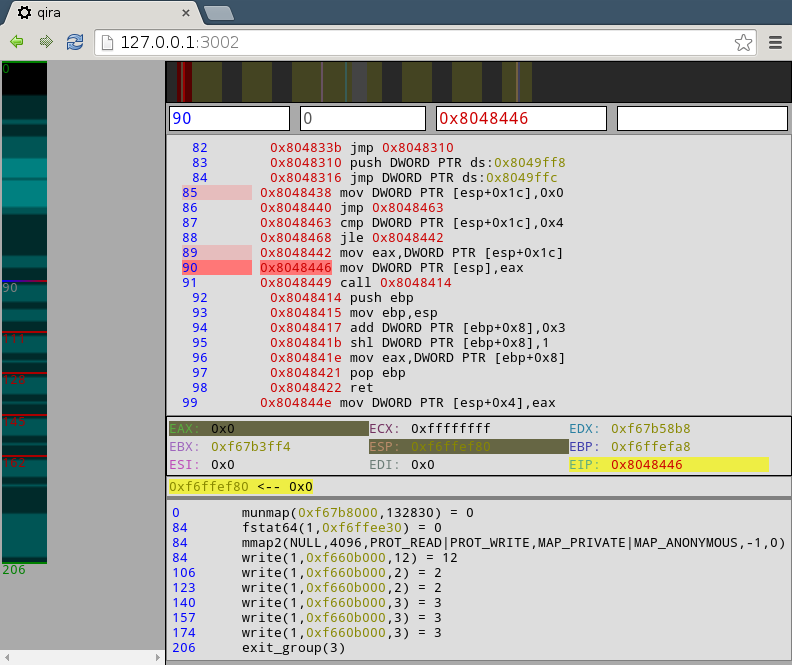 qira
127.0.0.1:3002
0
90
111
128
145
162
206
90 0 0x8048446
82 0x804833b jmp 0x8048310
83 0x8048310 push DWORD PTR ds:0x8049ff8
84 0x8048316 jmp DWORD PTR ds:0x8049ffc
85 0x8048438 mov DWORD PTR [esp+0x1c],0x0
86 0x8048440 jmp 0x8048463
87 0x8048463 cmp DWORD PTR [esp+0x1c],0x4
88 0x8048468 jle 0x8048442
89 0x8048442 mov eax,DWORD PTR [esp+0x1c]
90 0x8048446 mov DWORD PTR [esp],eax
91 0x8048449 call 0x8048414
92 0x8048414 push ebp
93 0x8048415 mov ebp,esp
94 0x8048417 add DWORD PTR [ebp+0x8],0x3
95 0x804841b shl DWORD PTR [ebp+0x8],1
96 0x804841e mov eax,DWORD PTR [ebp+0x8]
97 0x8048421 pop ebp
98 0x8048422 ret
99 0x804844e mov DWORD PTR [esp+0x4],eax
EAX: 0x0 ECX: 0xffffffff EDX: 0xf67b58b8
EBX: 0xf67b3ff4 ESP: 0xf6ffef80 EBP: 0xf6ffefa8
ESI: 0x0 EDI: 0x0 EIP: 0x8048446
0xf6ffef80 <-- 0x0
0 munmap(0xf67b8000,132830) = 0
84 fstat64(1,0xf6ffee30) = 0
84 mmap2(NULL,4096,PROT_READ|PROT_WRITE,MAP_PRIVATE|MAP_ANONYMOUS,-1,0)
84 write(1,0xf660b000,12) = 12
106 write(1,0xf660b000,2) = 2
123 write(1,0xf660b000,2) = 2
140 write(1,0xf660b000,3) = 3
157 write(1,0xf660b000,3) = 3
174 write(1,0xf660b000,3) = 3
206 exit_group(3)